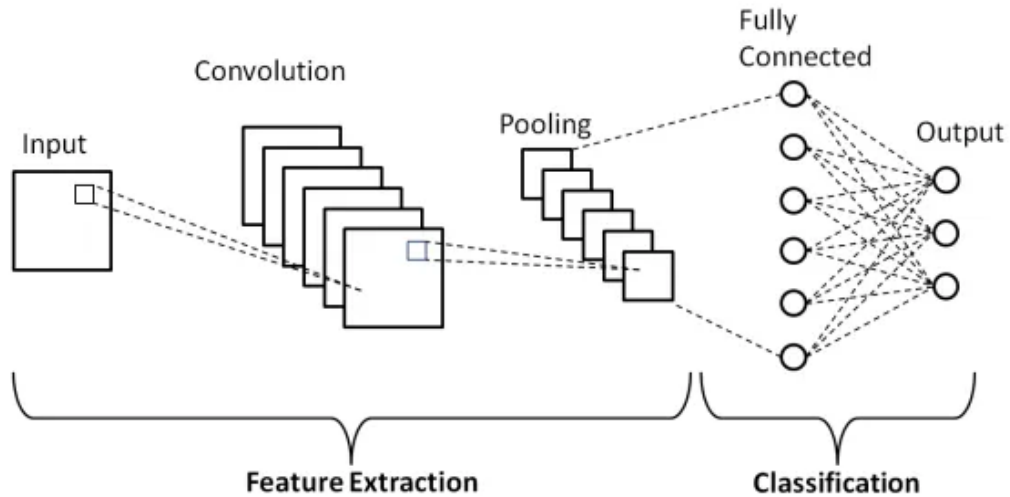 Fully
Connected
Convolution
Pooling
Output
Input
Feature Extraction
Classification